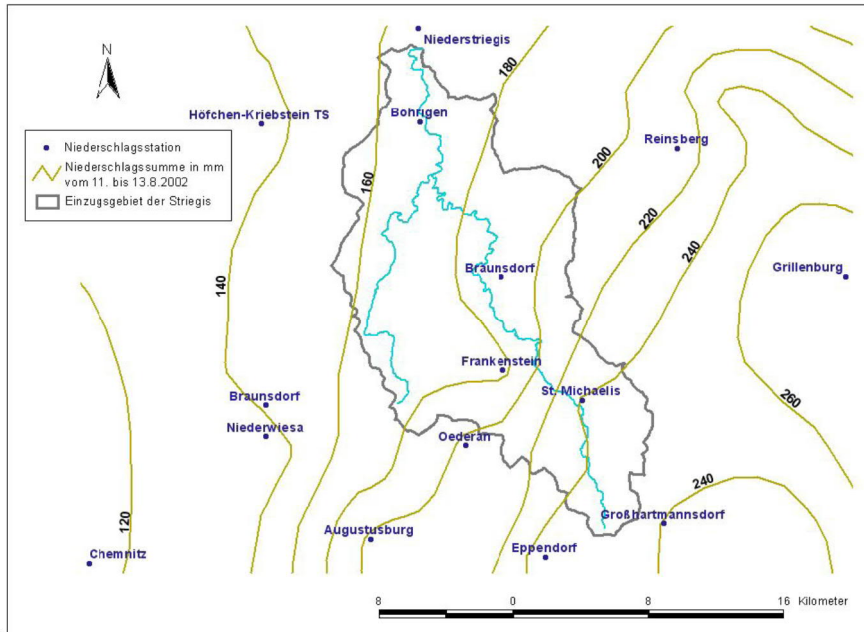 N
Niederstriegis
180
Höfchen-Kriebstein TS
Böhrigen
Reinsberg
Niederschlagsstation
Niederschlagssumme in mm
vom 11. bis 13.8.2002
Einzugsgebiet der Striegis
160
200
220
240
140
Bräunsdorf
Grillenburg
Frankenstein
St. Michaelis
260
Braunsdorf
Niederwiesa
Oederan
240
120
Augustusburg
Großhartmannsdorf
Eppendorf
Chemnitz
8 0 8 16 Kilometer